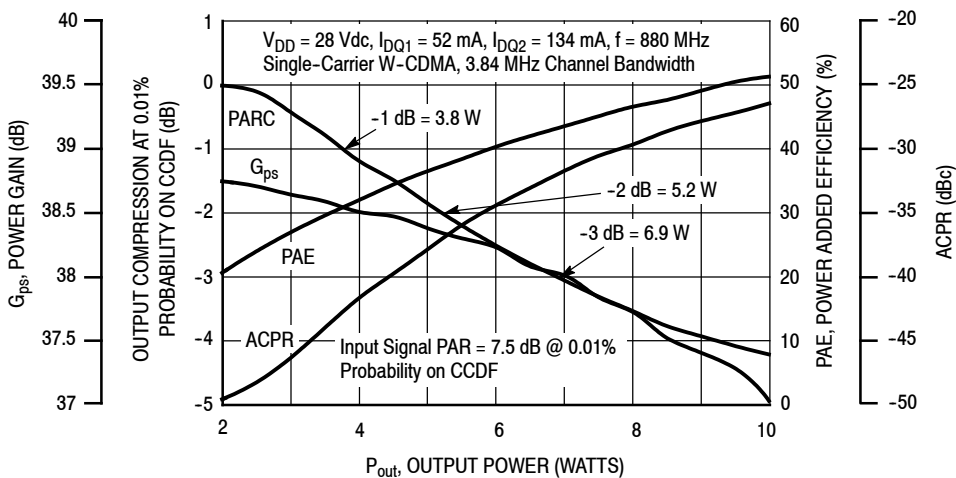 V_DD = 28 Vdc, I_DQ1 = 52 mA, I_DQ2 = 134 mA, f = 880 MHz
Single-Carrier W-CDMA, 3.84 MHz Channel Bandwidth
PARC
-1 dB = 3.8 W
G_ps
-2 dB = 5.2 W
-3 dB = 6.9 W
PAE
ACPR
Input Signal PAR = 7.5 dB @ 0.01%
Probability on CCDF
G_ps, POWER GAIN (dB)
40
39.5
39
38.5
38
37.5
37
OUTPUT COMPRESSION AT 0.01%
PROBABILITY ON CCDF (dB)
1
0
-1
-2
-3
-4
-5
60
50
40
30
20
10
0
PAE, POWER ADDED EFFICIENCY (%)
-20
-25
-30
-35
-40
-45
-50
ACPR (dBc)
2
4
6
8
10
P_out, OUTPUT POWER (WATTS)